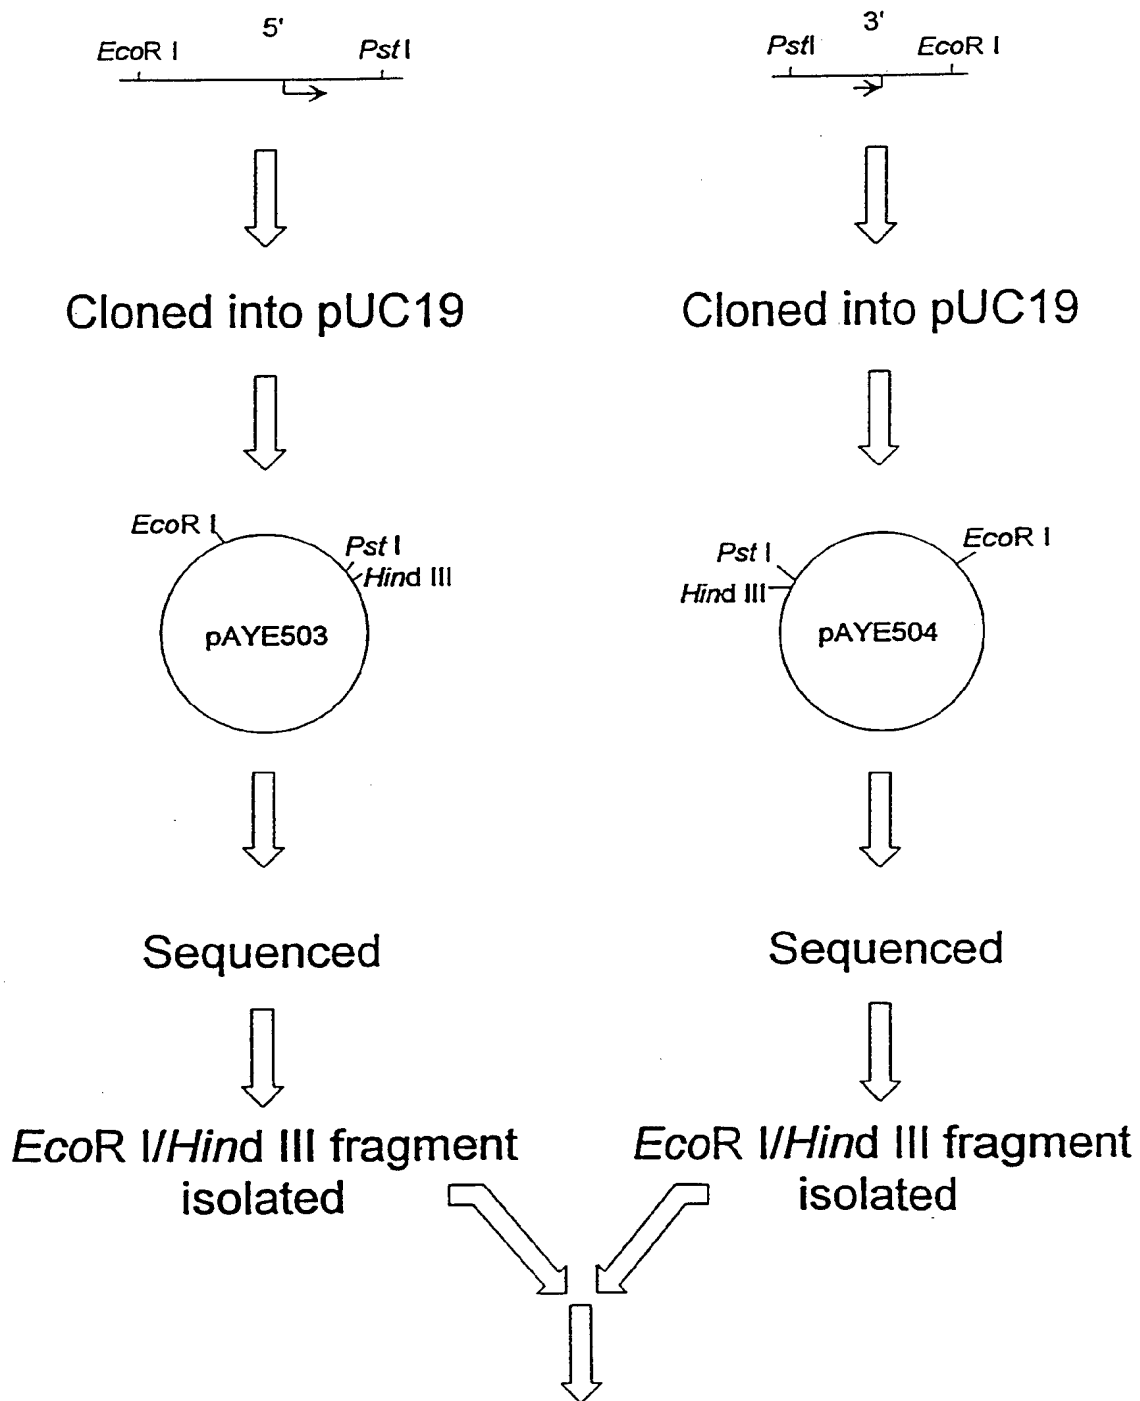 5'
EcoR I
Pst I
3'
PstI
EcoR I
Cloned into pUC19
Cloned into pUC19
EcoR I
Pst I
Hind III
pAYE503
Pst I
Hind III
EcoR I
pAYE504
Sequenced
Sequenced
EcoR I/Hind III fragment
isolated
EcoR I/Hind III fragment
isolated